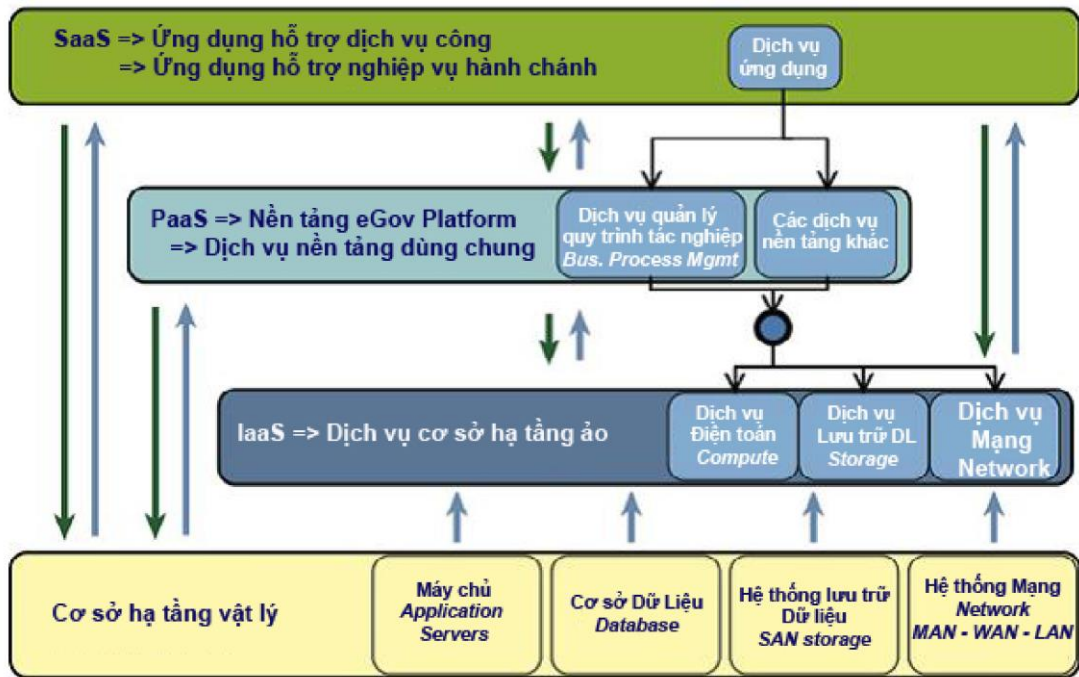 SaaS => Ứng dụng hỗ trợ dịch vụ công
=> Ứng dụng hỗ trợ nghiệp vụ hành chánh
Dịch vụ
ứng dụng
PaaS => Nền tảng eGov Platform
=> Dịch vụ nền tảng dùng chung
Dịch vụ quản lý
quy trình tác nghiệp
Bus. Process Mgmt
Các dịch vụ
nền tảng khác
IaaS => Dịch vụ cơ sở hạ tầng ảo
Dịch vụ
Điện toán
Compute
Dịch vụ
Lưu trữ DL
Storage
Dịch vụ
Mạng
Network
Cơ sở hạ tầng vật lý
Máy chủ
Application
Servers
Cơ sở Dữ Liệu
Database
Hệ thống lưu trữ
Dữ liệu
SAN storage
Hệ thống Mạng
Network
MAN - WAN - LAN